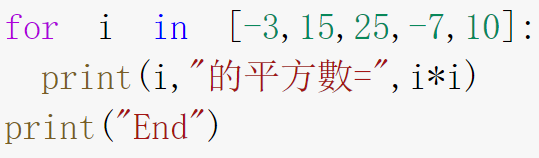 for i in [-3,15,25,-7,10]:
  print(i,"的平方數=",i*i)
print("End")